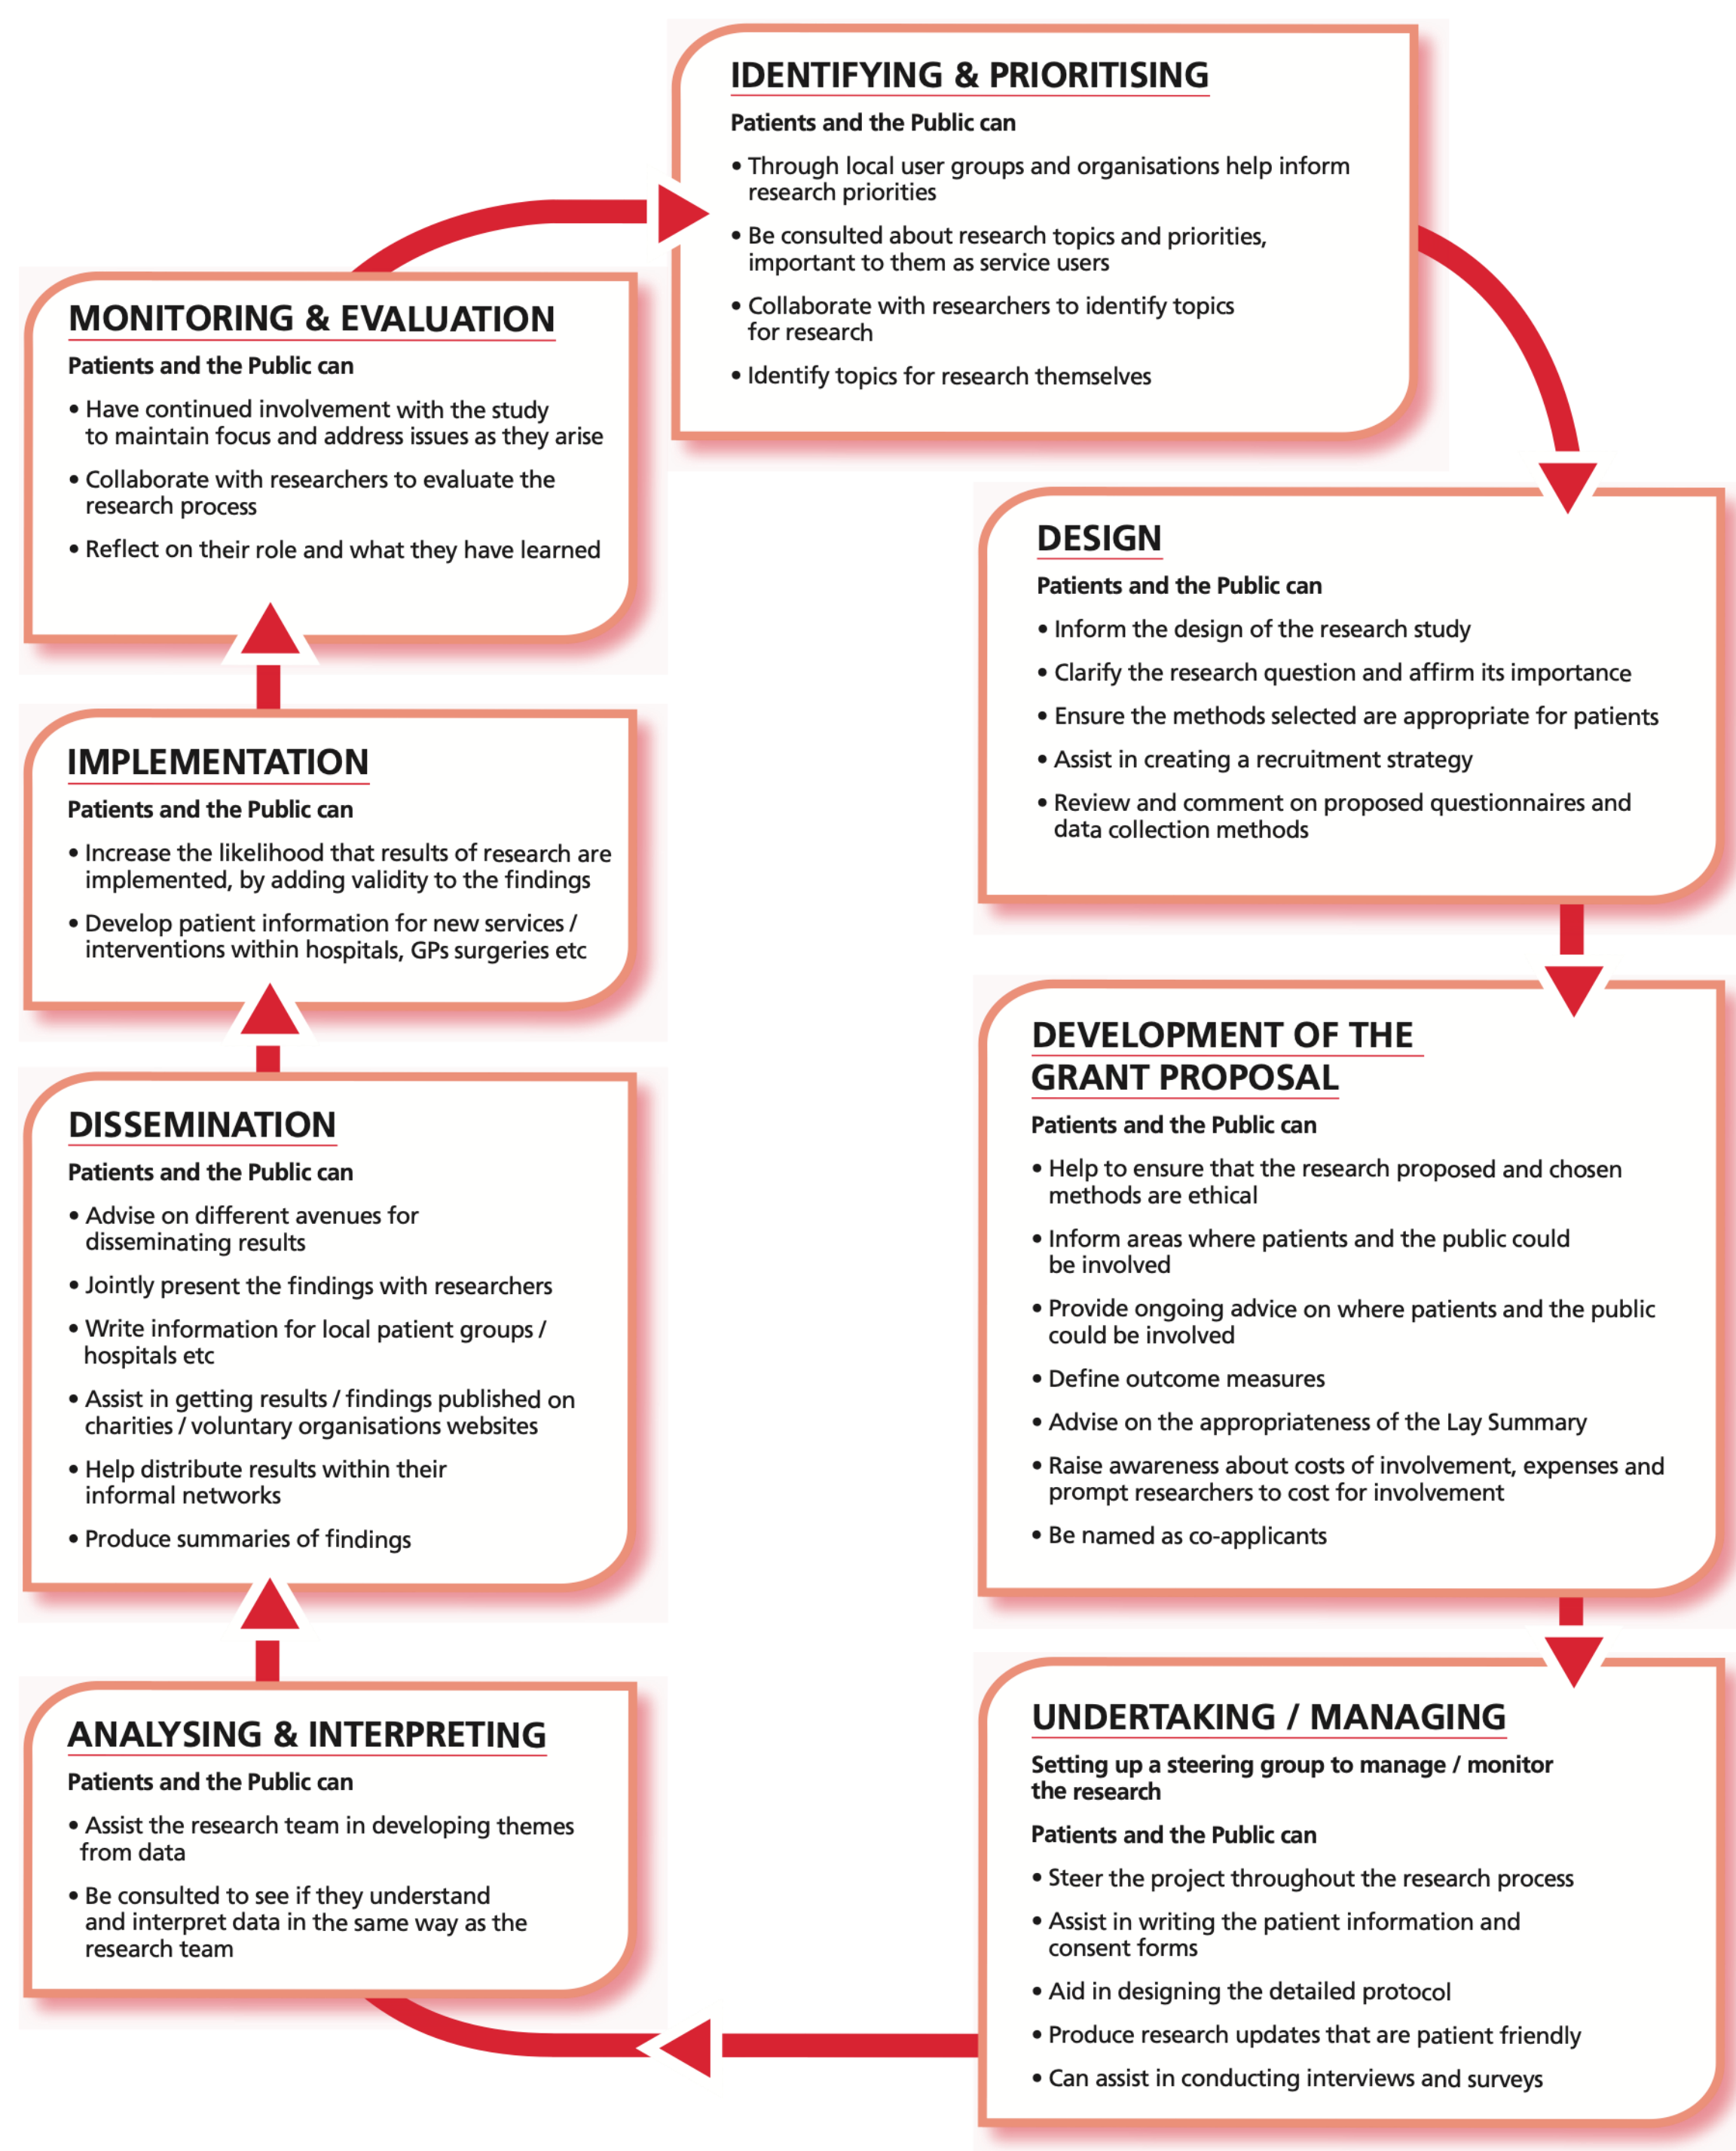 IDENTIFYING & PRIORITISING
Patients and the Public can
• Through local user groups and organisations help inform
research priorities
• Be consulted about research topics and priorities,
important to them as service users
• Collaborate with researchers to identify topics
for research
• Identify topics for research themselves
DESIGN
Patients and the Public can
• Inform the design of the research study
• Clarify the research question and affirm its importance
• Ensure the methods selected are appropriate for patients
• Assist in creating a recruitment strategy
• Review and comment on proposed questionnaires and
data collection methods
DEVELOPMENT OF THE
GRANT PROPOSAL
Patients and the Public can
• Help to ensure that the research proposed and chosen
methods are ethical
• Inform areas where patients and the public could
be involved
• Provide ongoing advice on where patients and the public
could be involved
• Define outcome measures
• Advise on the appropriateness of the Lay Summary
• Raise awareness about costs of involvement, expenses and
prompt researchers to cost for involvement
• Be named as co-applicants
UNDERTAKING / MANAGING
Setting up a steering group to manage / monitor
the research
Patients and the Public can
• Steer the project throughout the research process
• Assist in writing the patient information and
consent forms
• Aid in designing the detailed protocol
• Produce research updates that are patient friendly
• Can assist in conducting interviews and surveys
ANALYSING & INTERPRETING
Patients and the Public can
• Assist the research team in developing themes
from data
• Be consulted to see if they understand
and interpret data in the same way as the
research team
DISSEMINATION
Patients and the Public can
• Advise on different avenues for
disseminating results
• Jointly present the findings with researchers
• Write information for local patient groups /
hospitals etc
• Assist in getting results / findings published on
charities / voluntary organisations websites
• Help distribute results within their
informal networks
• Produce summaries of findings
IMPLEMENTATION
Patients and the Public can
• Increase the likelihood that results of research are
implemented, by adding validity to the findings
• Develop patient information for new services /
interventions within hospitals, GPs surgeries etc
MONITORING & EVALUATION
Patients and the Public can
• Have continued involvement with the study
to maintain focus and address issues as they arise
• Collaborate with researchers to evaluate the
research process
• Reflect on their role and what they have learned